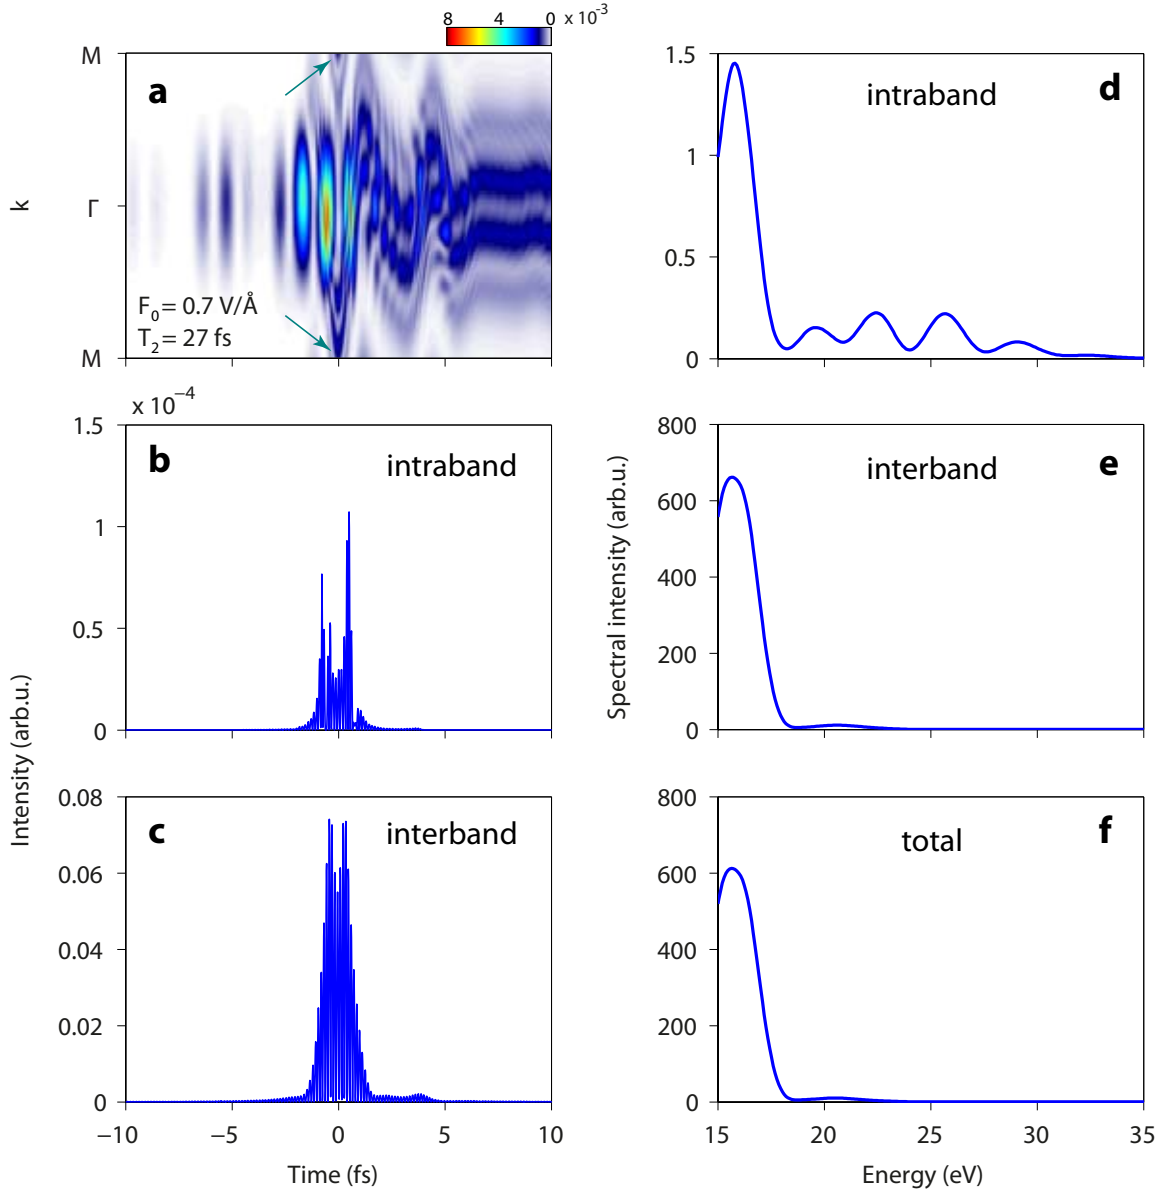 8 4 0 x 10⁻³
M
a
k
Γ
F₀ = 0.7 V/Å
T₂ = 27 fs
M
1.5
d
intraband
1
0.5
0
x 10⁻⁴
1.5
b
intraband
1
0.5
0
Intensity (arb.u.)
800
e
interband
600
400
200
0
Spectral intensity (arb.u.)
0.08
c
interband
0.06
0.04
0.02
0
−10 −5 0 5 10
Time (fs)
800
f
total
600
400
200
0
15 20 25 30 35
Energy (eV)